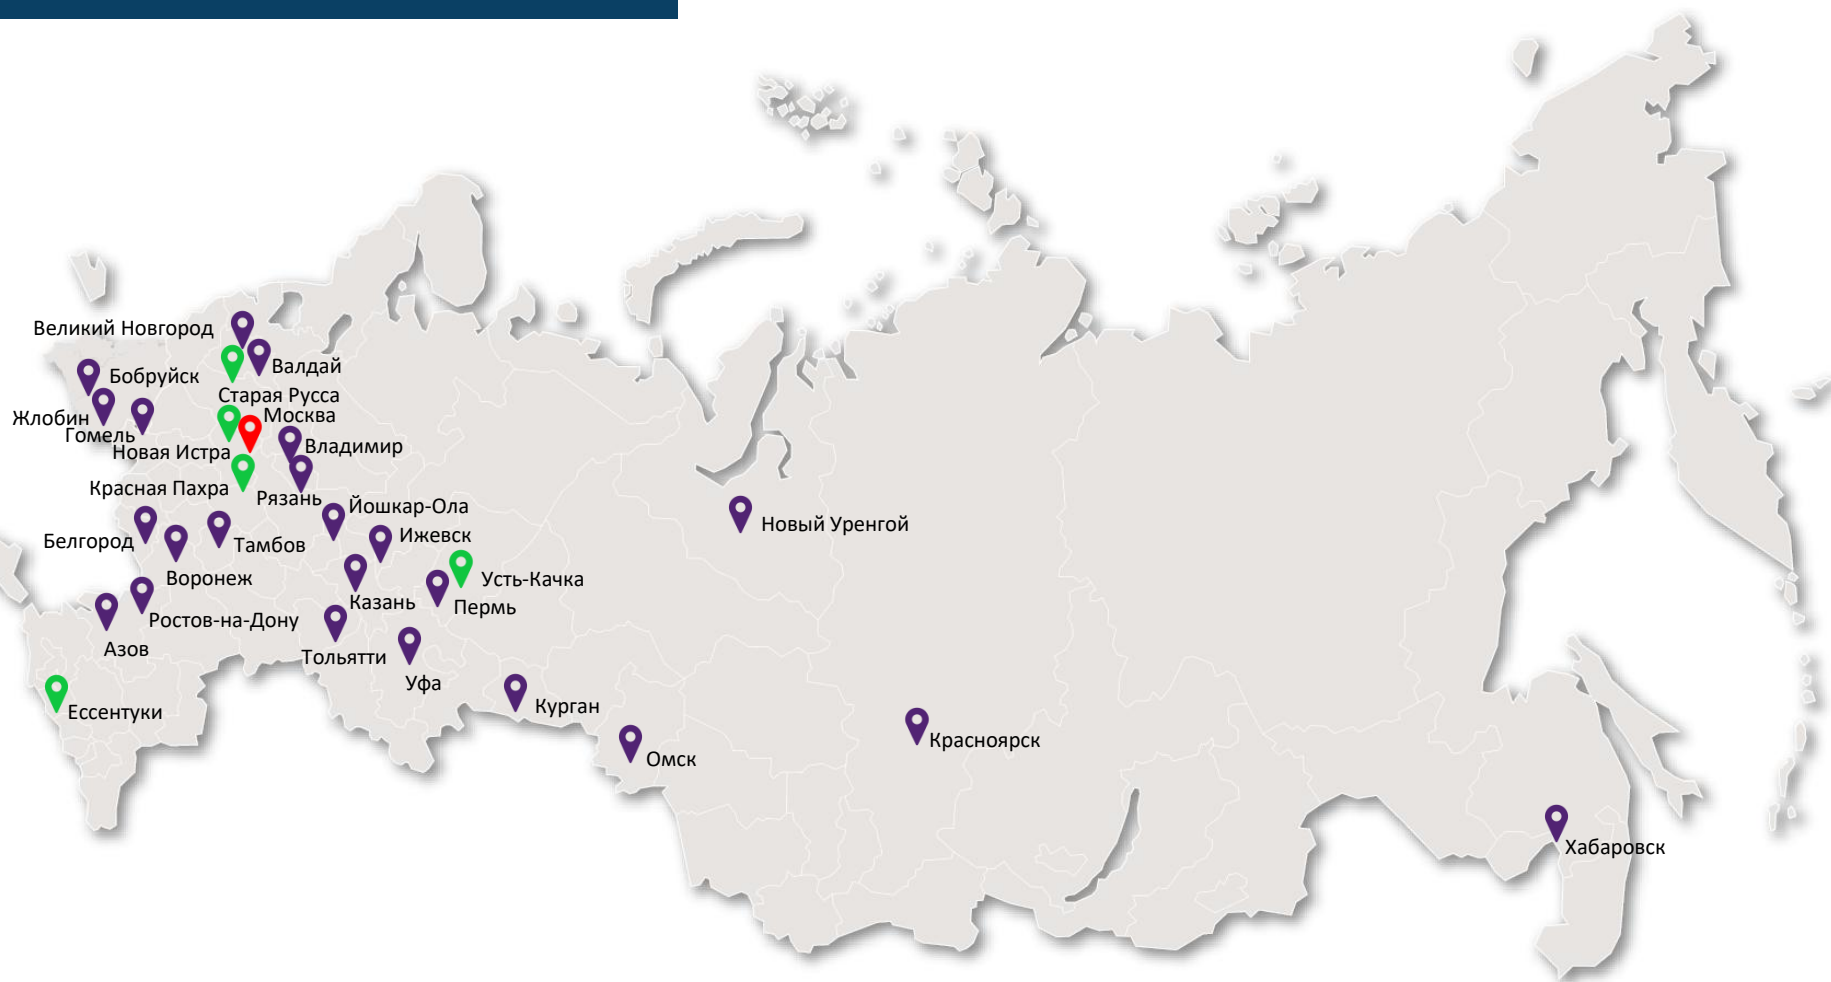 Великий Новгород
Валдай
Бобруйск
Старая Русса
Москва
Жлобин
Гомель
Владимир
Новая Истра
Красная Пахра
Рязань
Йошкар-Ола
Новый Уренгой
Ижевск
Белгород
Тамбов
Воронеж
Усть-Качка
Казань
Пермь
Ростов-на-Дону
Азов
Тольятти
Уфа
Курган
Ессентуки
Красноярск
Омск
Хабаровск